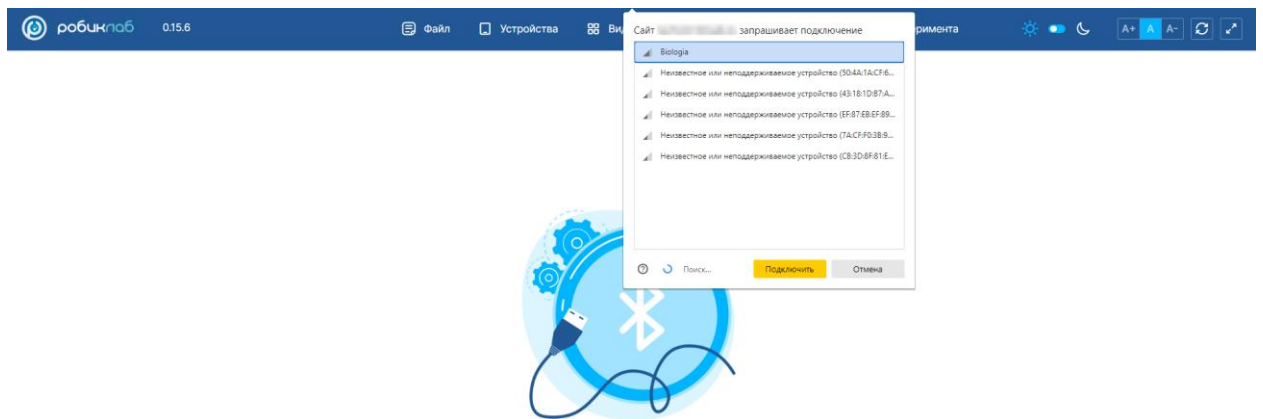 робиклаб 0.15.6 Файл Устройства римента A+ A A-
Сайт запрашивает подключение
Biologia
Неизвестное или неподдерживаемое устройство (50:4A:1A:CF:6...
Неизвестное или неподдерживаемое устройство (43:18:1D:87:A...
Неизвестное или неподдерживаемое устройство (EF:87:EB:EF:89...
Неизвестное или неподдерживаемое устройство (7A:CF:F0:3B:9...
Неизвестное или неподдерживаемое устройство (C8:3D:8F:81:E...
Поиск... Подключить Отмена